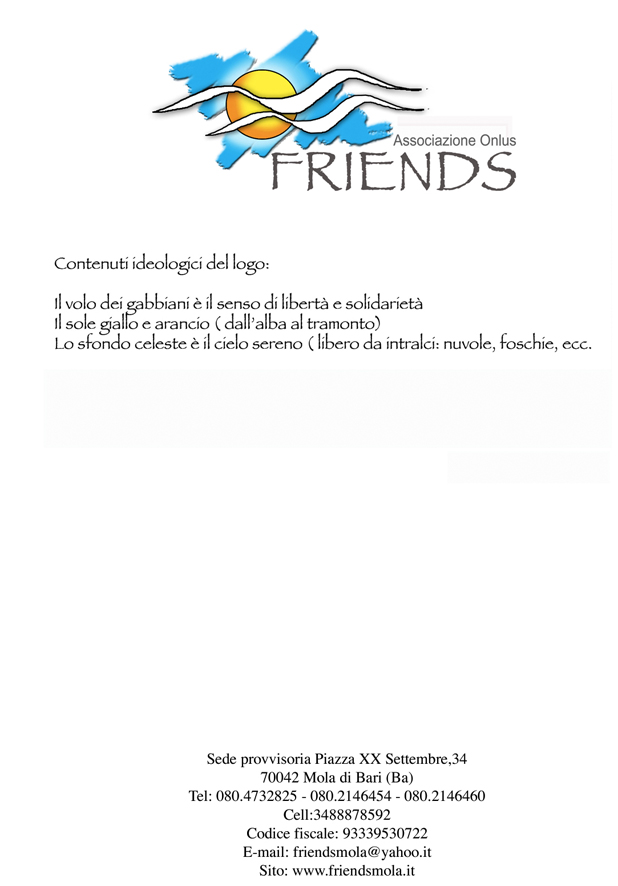 Associazione Onlus
FRIENDS
Contenuti ideologici del logo:
Il volo dei gabbiani è il senso di libertà e solidarietà
Il sole giallo e arancio ( dall'alba al tramonto)
Lo sfondo celeste è il cielo sereno ( libero da intralci: nuvole, foschie, ecc.
Sede provvisoria Piazza XX Settembre,34
70042 Mola di Bari (Ba)
Tel: 080.4732825 - 080.2146454 - 080.2146460
Cell:3488878592
Codice fiscale: 93339530722
E-mail: friendsmola@yahoo.it
Sito: www.friendsmola.it